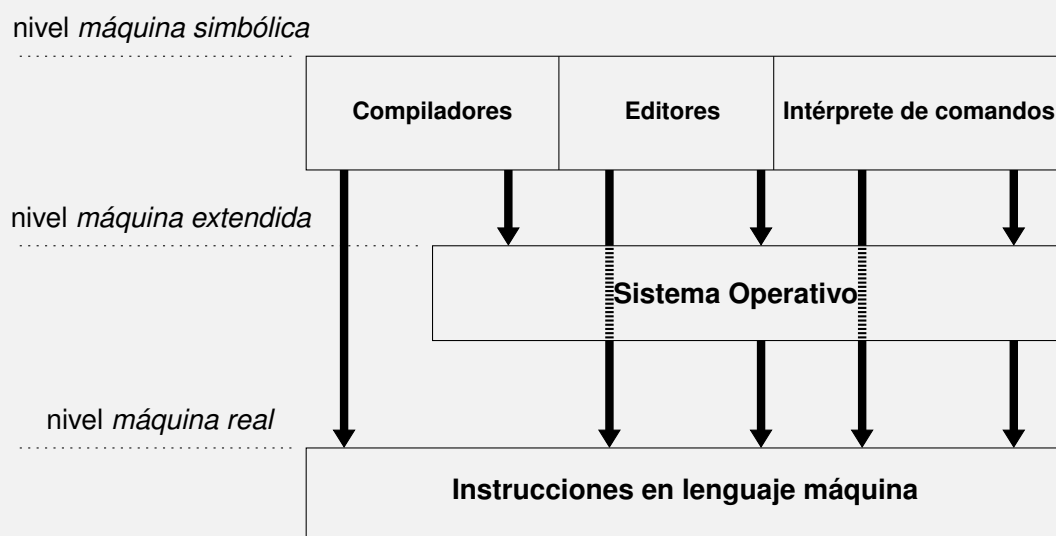 nivel máquina simbólica
Compiladores
Editores
Intérprete de comandos
nivel máquina extendida
Sistema Operativo
nivel máquina real
Instrucciones en lenguaje máquina